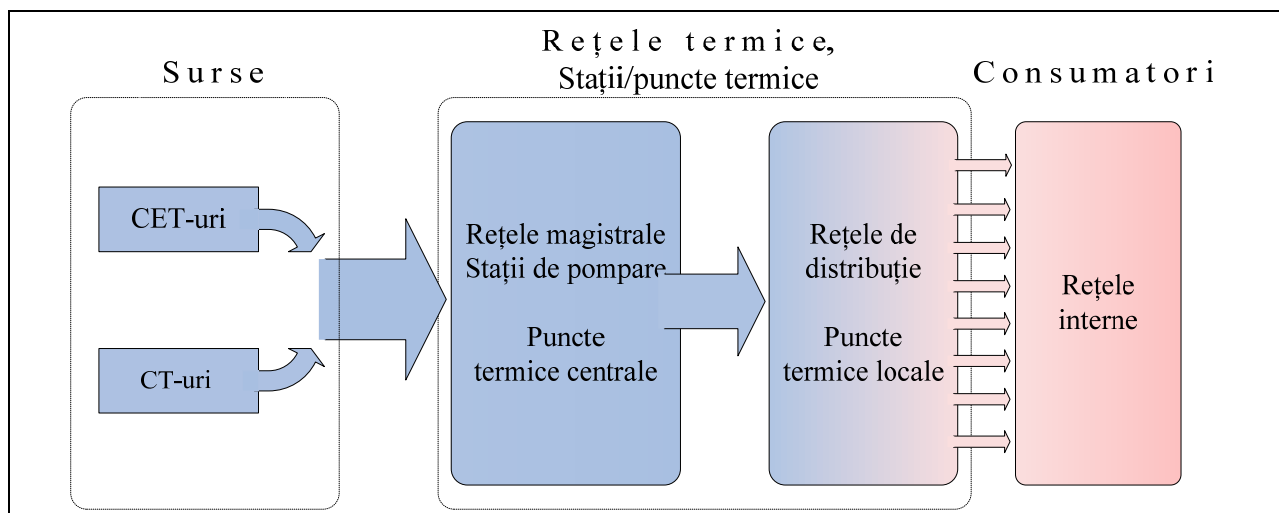 Surse
CET-uri
CT-uri
Rețele termice,
Stații/puncte termice
Rețele magistrale
Stații de pompare
Puncte
termice centrale
Rețele de
distribuție
Puncte
termice locale
Consumatori
Rețele
interne